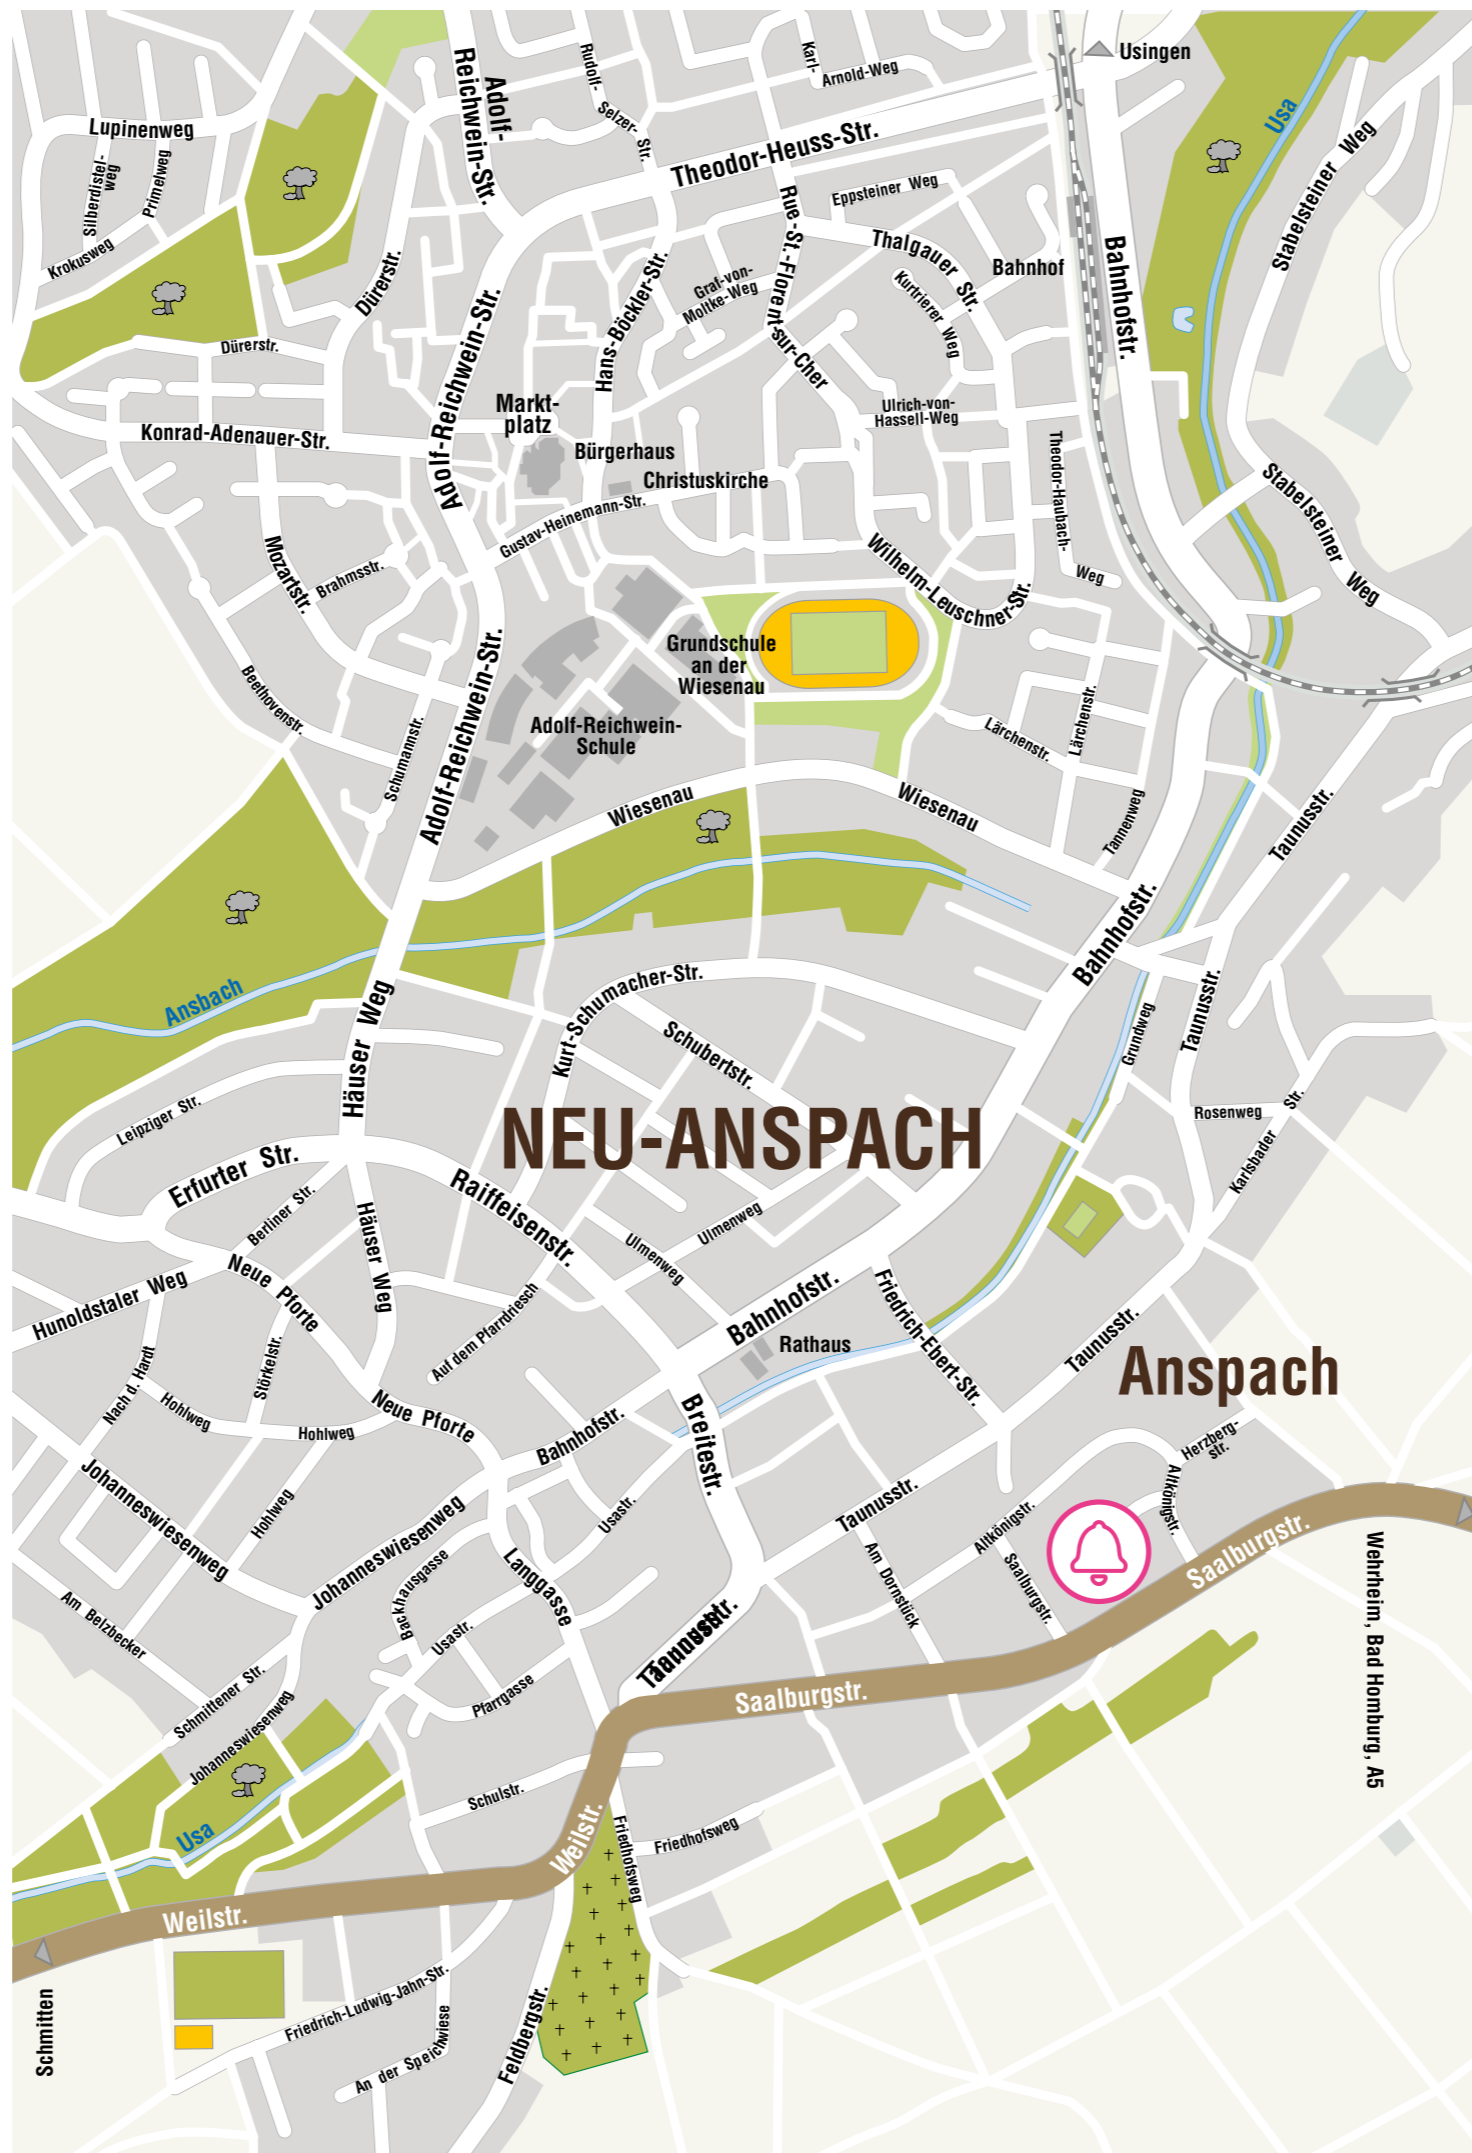 Usingen
Karl-
Arnold-Weg
Rudolf-
Selzer-
Str.
Adolf-
Reichwein-Str.
Usa
Lupinenweg
Silberdistel-
weg
Primelweg
Krokusweg
Theodor-Heuss-Str.
Stabelsteiner Weg
Eppsteiner Weg
Rue-St.-Florent-sur-Cher
Thalgauer Str.
Bahnhof
Bahnhofstr.
Dürerstr.
Graf-von-
Moltke-Weg
Kurtrierer Weg
Hans-Böckler-Str.
Dürerstr.
Adolf-Reichwein-Str.
Markt-
platz
Ulrich-von-
Hassell-Weg
Konrad-Adenauer-Str.
Bürgerhaus
Christuskirche
Theodor-Haubach-
Weg
Stabelsteiner Weg
Gustav-Heinemann-Str.
Mozartstr.
Brahmsstr.
Wilhelm-Leuschner-Str.
Grundschule
an der
Wiesenau
Beethovenstr.
Schumannstr.
Adolf-Reichwein-Str.
Adolf-Reichwein-
Schule
Lärchenstr.
Lärchenstr.
Wiesenau
Wiesenau
Tannenweg
Taunusstr.
Bahnhofstr.
Ansbach
Häuser Weg
Kurt-Schumacher-Str.
Schubertstr.
Grundweg
Taunusstr.
Leipziger Str.
NEU-ANSPACH
Rosenweg
Karlsbader Str.
Erfurter Str.
Raiffeisenstr.
Berliner Str.
Häuser Weg
Ulmenweg
Ulmenweg
Neue Pforte
Hunoldstaler Weg
Auf dem Pfarrdriesch
Bahnhofstr.
Rathaus
Friedrich-Ebert-Str.
Taunusstr.
Anspach
Nach d. Hardt
Störkelstr.
Hohlweg
Hohlweg
Neue Pforte
Bahnhofstr.
Breitestr.
Herzberg-
str.
Altkönigstr.
Johanneswiesenweg
Hohlweg
Johanneswiesenweg
Usastr.
Taunusstr.
Altkönigstr.
Saalburgstr.
Saalburgstr.
Wehrheim, Bad Homburg, A5
Am Dornstück
Langgasse
Backhausgasse
Usastr.
Am Belzbecker
Taunusstr.
Pfarrgasse
Saalburgstr.
Schmittener Str.
Johanneswiesenweg
Schulstr.
Weilstr.
Friedhofsweg
Friedhofsweg
Usa
Weilstr.
Schmitten
Friedrich-Ludwig-Jahn-Str.
An der Speichwiese
Feldbergstr.